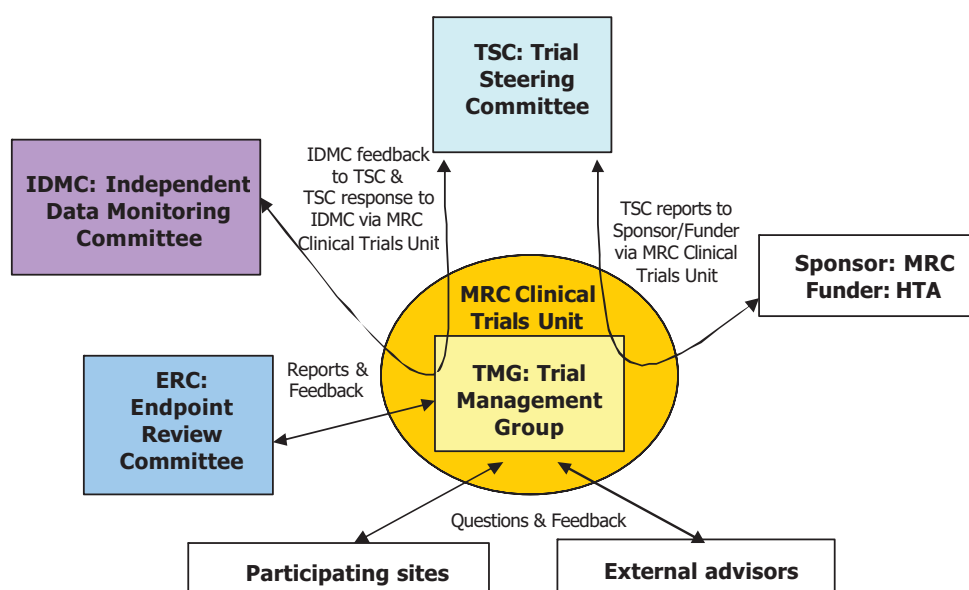 TSC: Trial
Steering
Committee
IDMC feedback
to TSC &
TSC response to
IDMC via MRC
Clinical Trials Unit
IDMC: Independent
Data Monitoring
Committee
TSC reports to
Sponsor/Funder
via MRC Clinical
Trials Unit
Sponsor: MRC
Funder: HTA
MRC Clinical
Trials Unit
TMG: Trial
Management
Group
Reports &
Feedback
ERC:
Endpoint
Review
Committee
Questions & Feedback
Participating sites
External advisors